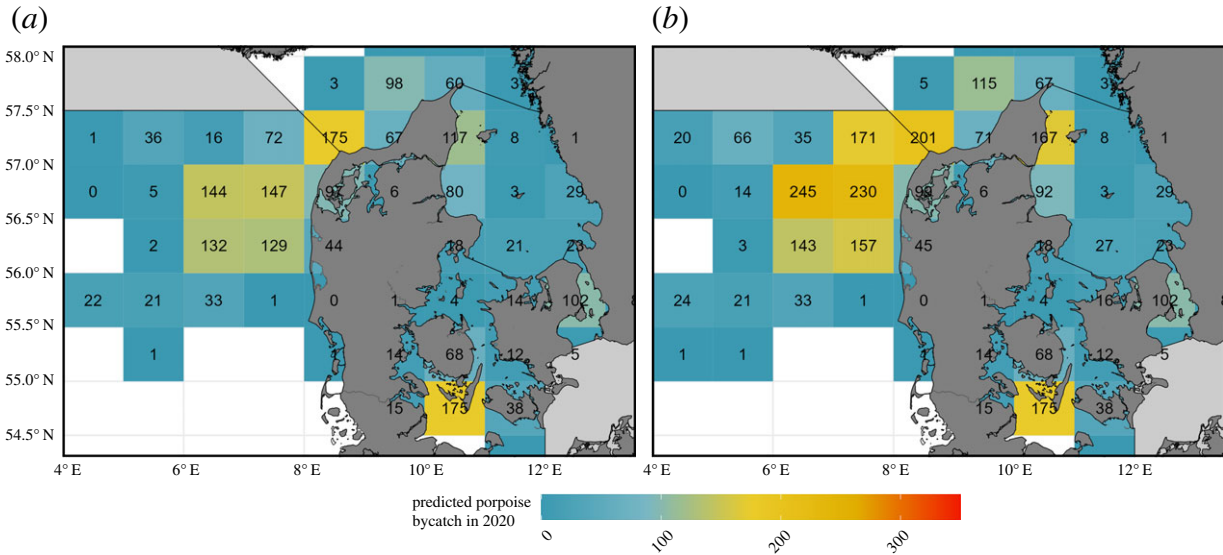 (a) (b)
58.0° N
3 98 60 3 5 115 67 3
57.5° N
1 36 16 72 175 67 117 8 1 20 66 35 171 201 71 167 8 1
57.0° N
0 5 144 147 6 80 3 29 0 14 245 230 99 6 92 3 29
56.5° N
2 132 129 44 18 21 23 3 143 157 45 18 27 23
56.0° N
22 21 33 1 0 1 4 14 102 24 21 33 1 0 1 4 16 102
55.5° N
1 1 14 68 12 5 1 1 1 14 68 12 5
55.0° N
15 175 38 15 175 38
54.5° N
4° E 6° E 8° E 10° E 12° E 4° E 6° E 8° E 10° E 12° E
predicted porpoise
bycatch in 2020
0 100 200 300